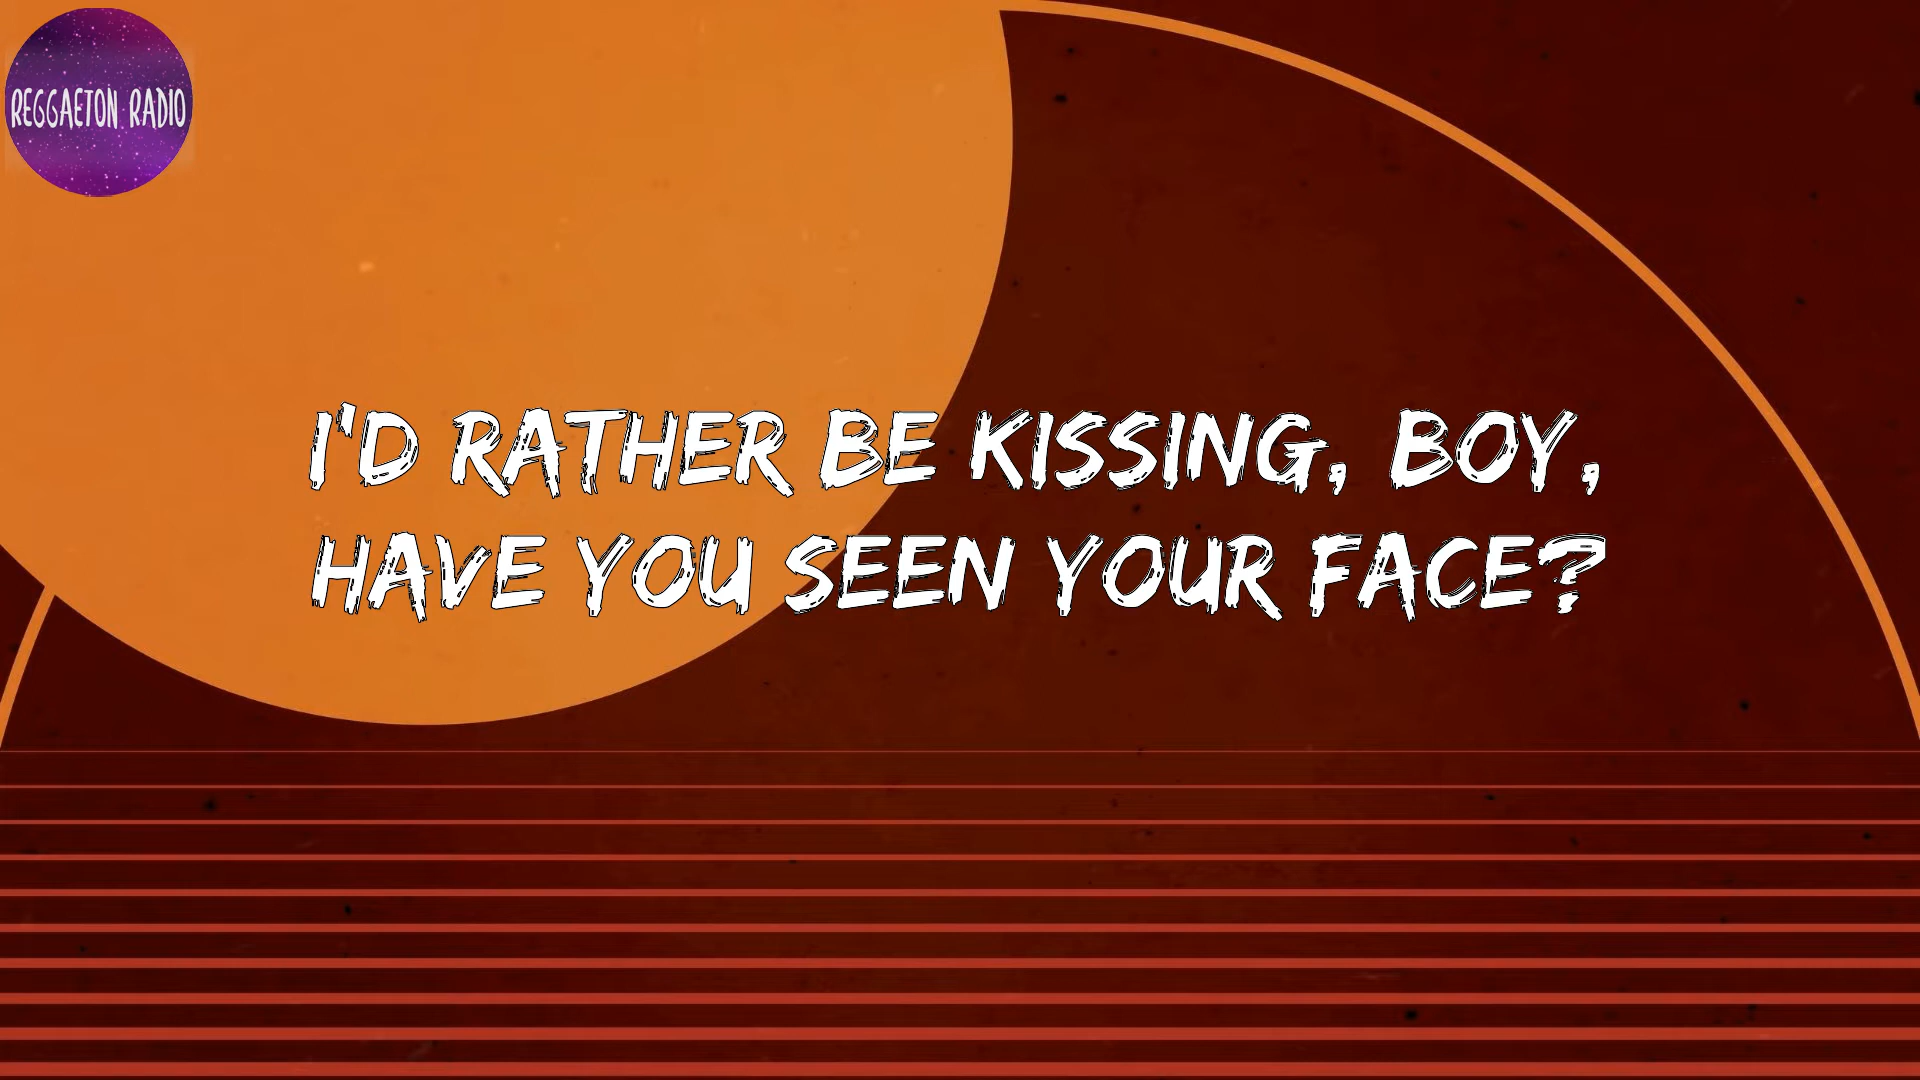 REGGAETON RADIO
I'D RATHER BE KISSING, BOY,
HAVE YOU SEEN YOUR FACE?